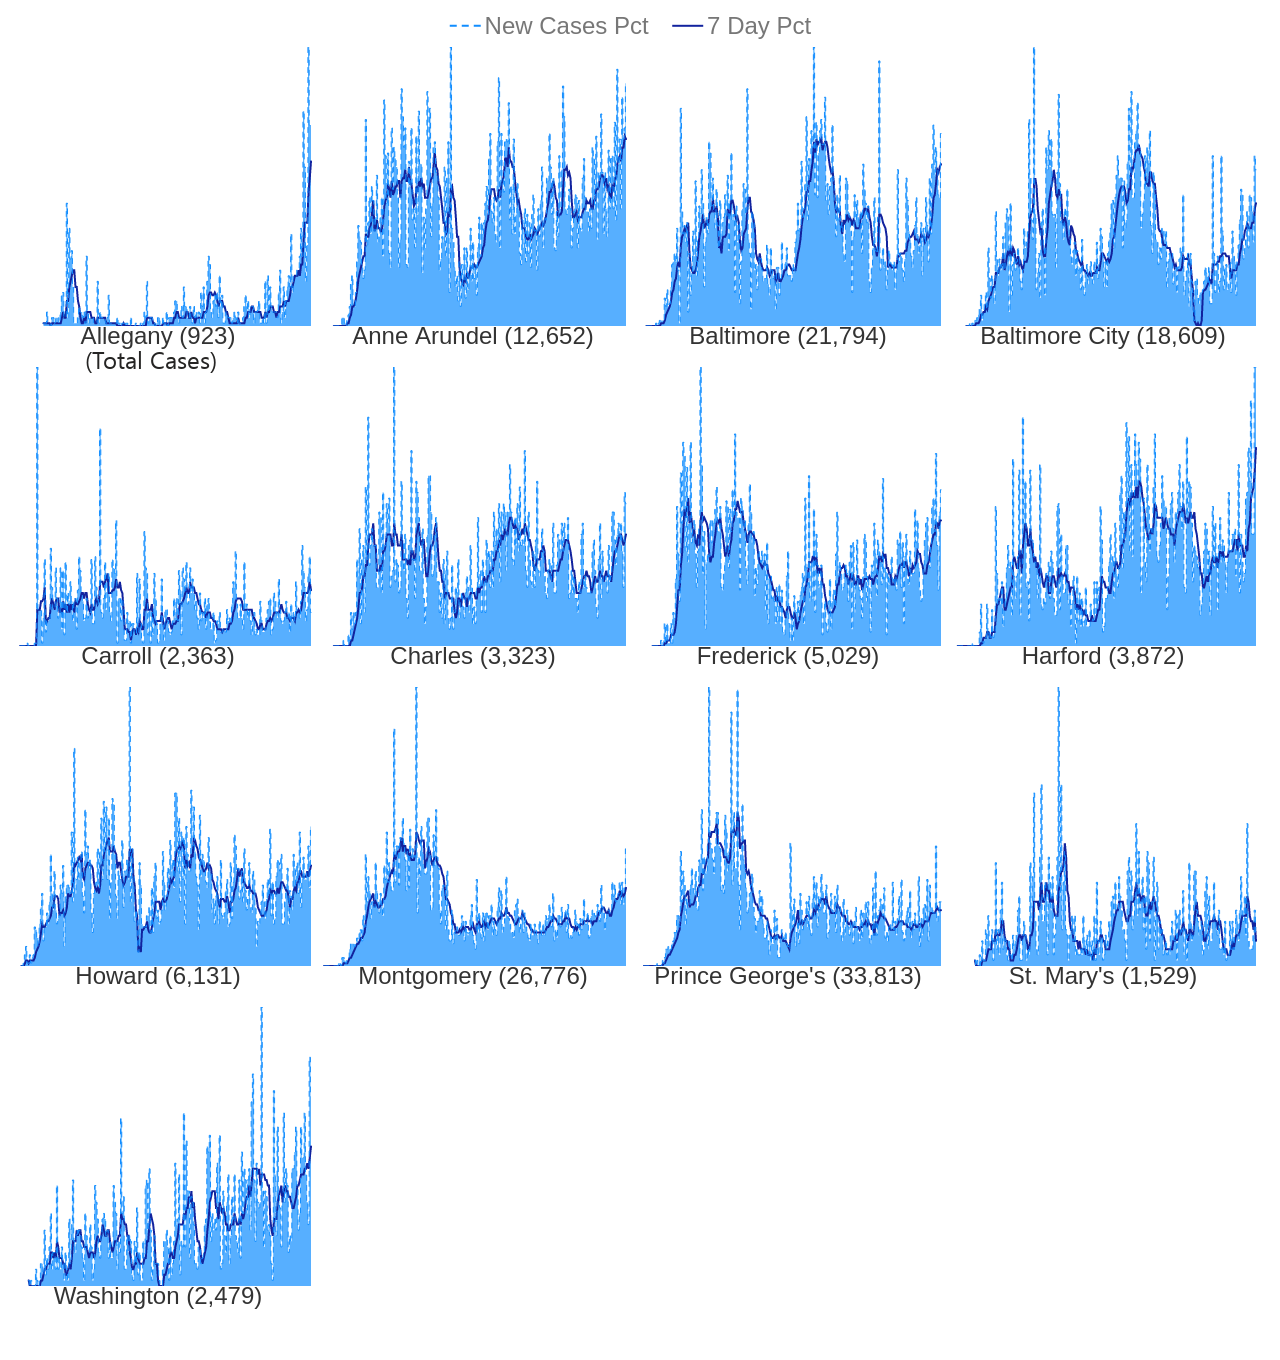 New Cases Pct 7 Day Pct
Allegany (923) Anne Arundel (12,652) Baltimore (21,794) Baltimore City (18,609)
(Total Cases)
Carroll (2,363) Charles (3,323) Frederick (5,029) Harford (3,872)
Howard (6,131) Montgomery (26,776) Prince George's (33,813) St. Mary's (1,529)
Washington (2,479)